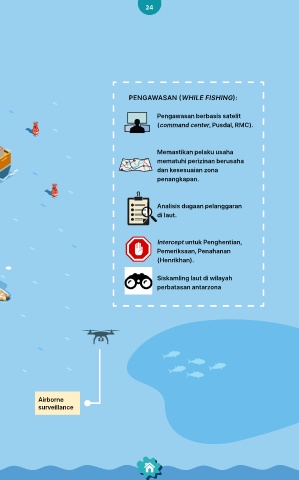 24
PENGAWASAN (WHILE FISHING):
Pengawasan berbasis satelit
(command center, Pusdal, RMC).
Memastikan pelaku usaha
mematuhi perizinan berusaha
dan kesesuaian zona
penangkapan.
Analisis dugaan pelanggaran
di laut.
Intercept untuk Penghentian,
Pemeriksaan, Penahanan
(Henrikhan).
Siskamling laut di wilayah
perbatasan antarzona
Airborne
surveillance